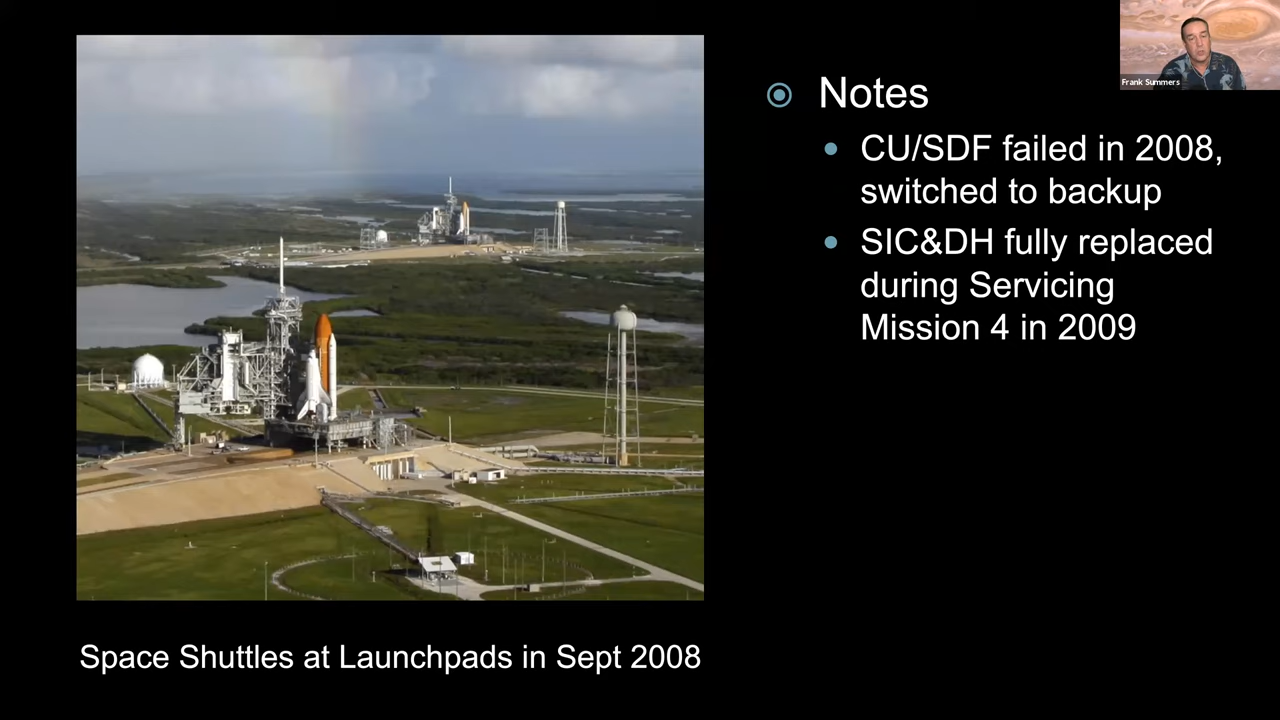 Frank Summers
Notes
CU/SDF failed in 2008,
switched to backup
SIC&DH fully replaced
during Servicing
Mission 4 in 2009
Space Shuttles at Launchpads in Sept 2008